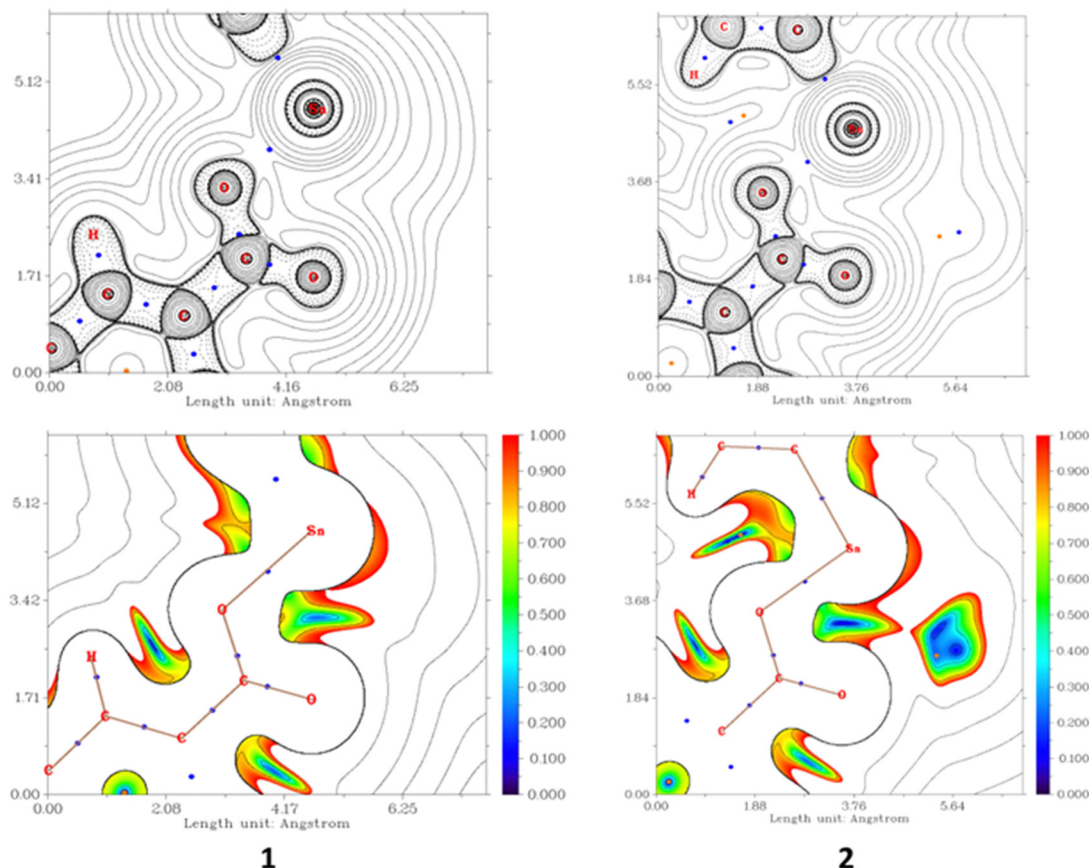 5.12
3.41
O
H
1.71
O
0.00
0.00 2.08 4.16 6.25
Length unit: Angstrom
C
H
5.52
3.68
1.84
0.00
0.00 1.88 3.76 5.64
Length unit: Angstrom
5.12
Sn
3.42
O
H
C
1.71
C
O
C
C
0.00
0.00 2.08 4.17 6.25
Length unit: Angstrom
1.000
0.900
0.800
0.700
0.600
0.500
0.400
0.300
0.200
0.100
0.000
1
C C
H
5.52
Sn
3.68
O
C
1.84
O
C
0.00
0.00 1.88 3.76 5.64
Length unit: Angstrom
1.000
0.900
0.800
0.700
0.600
0.500
0.400
0.300
0.200
0.100
0.000
2